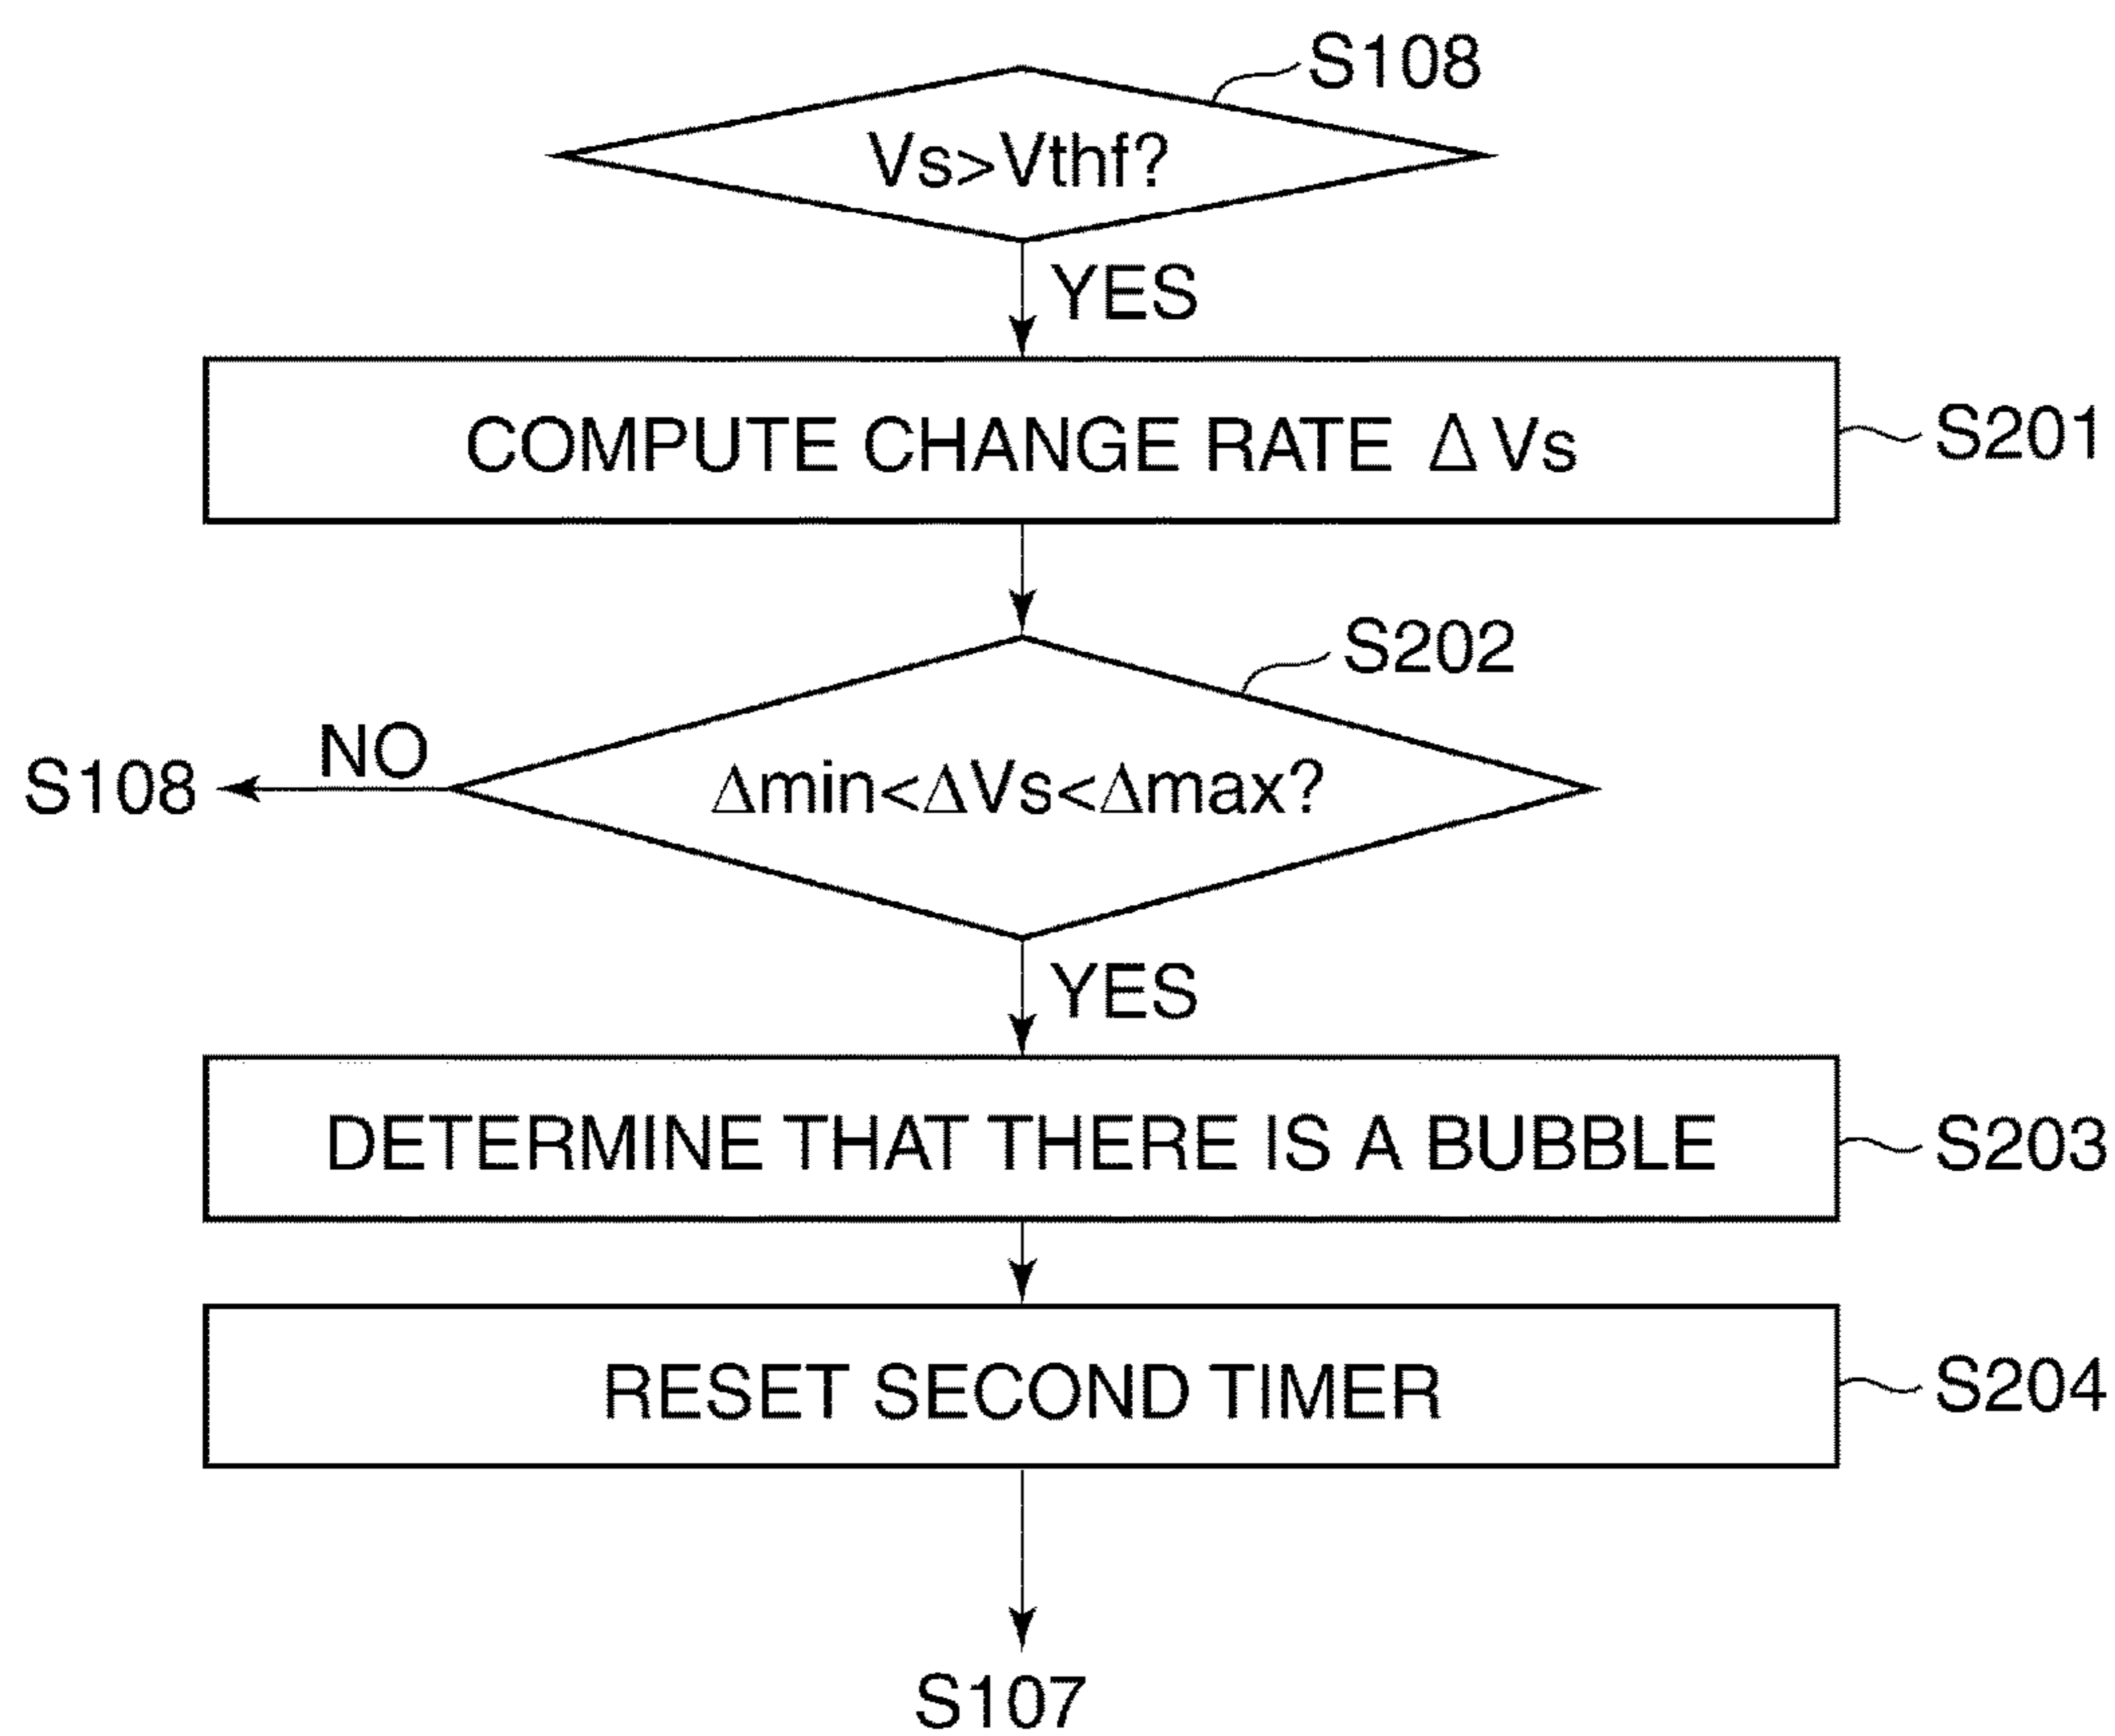 S108
Vs>Vthf?
YES
COMPUTE CHANGE RATE Δ Vs
S201
S202
NO
S108
Δmin<ΔVs<Δmax?
YES
DETERMINE THAT THERE IS A BUBBLE
S203
RESET SECOND TIMER
S204
S107